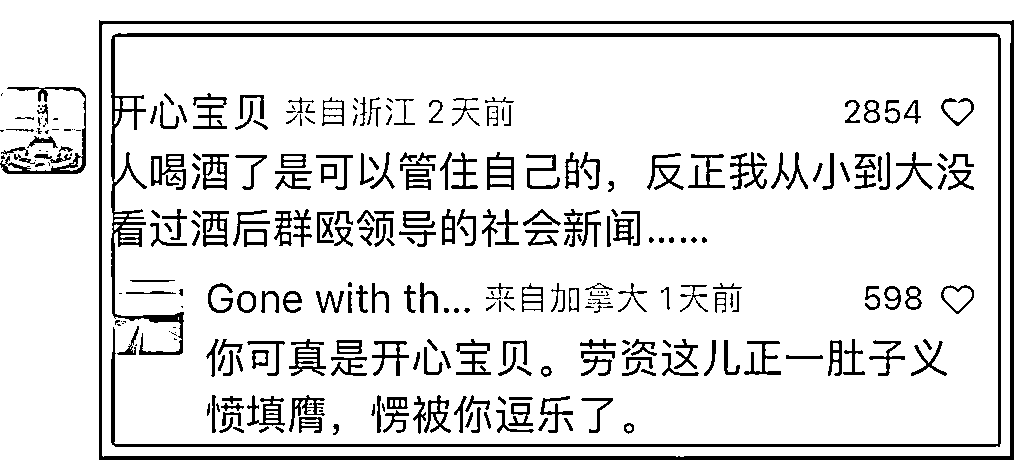 开心宝贝 来自浙江 2天前 2854
人喝酒了是可以管住自己的，反正我从小到大没
看过酒后群殴领导的社会新闻……
Gone with th... 来自加拿大 1天前 598
你可真是开心宝贝。劳资这儿正一肚子义
愤填膺，愣被你逗乐了。